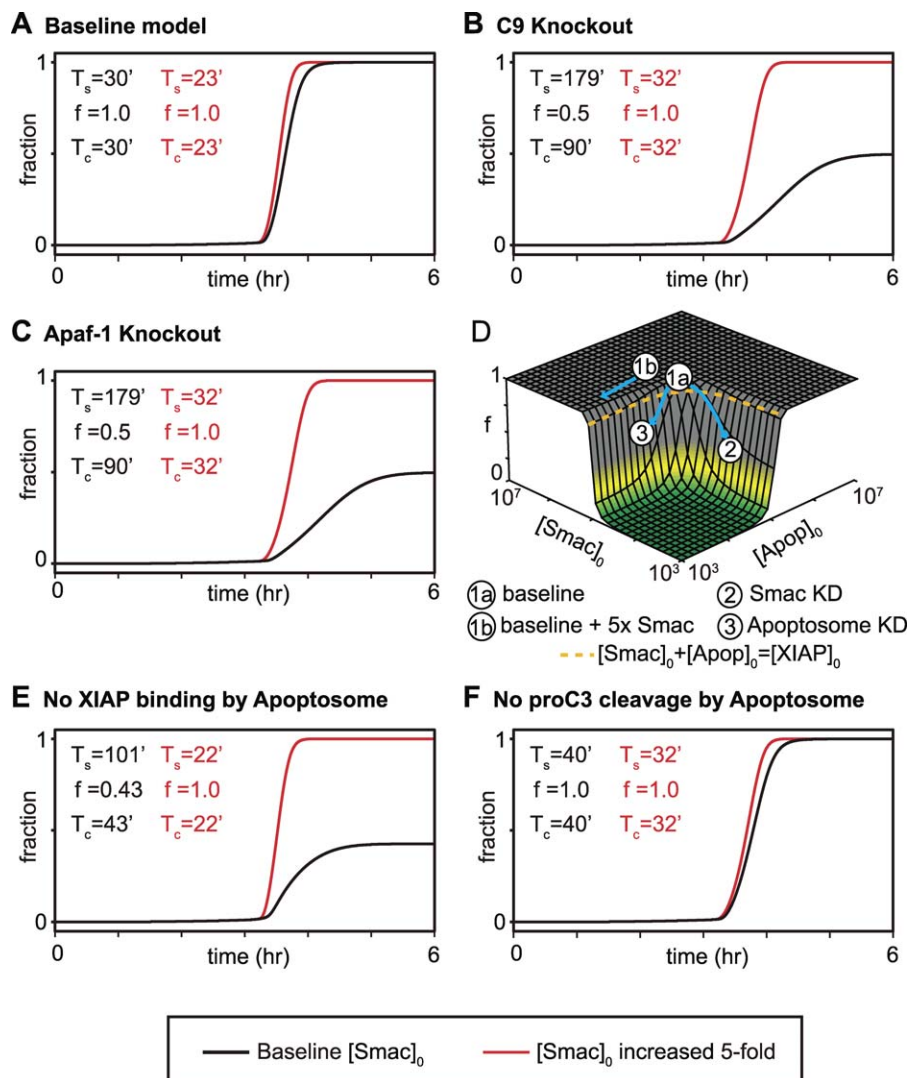 A Baseline model
1
T_s=30' T_s=23'
f =1.0 f =1.0
T_c=30' T_c=23'
fraction
0
0 time (hr) 6
B C9 Knockout
1
T_s=179' T_s=32'
f =0.5 f =1.0
T_c=90' T_c=32'
fraction
0
0 time (hr) 6
C Apaf-1 Knockout
1
T_s=179' T_s=32'
f =0.5 f =1.0
T_c=90' T_c=32'
fraction
0
0 time (hr) 6
D
1
f
0
10^7
[Smac]_0
10^3
10^3
[Apop]_0
10^7
1b
1a
3
2
1a baseline 2 Smac KD
1b baseline + 5x Smac 3 Apoptosome KD
[Smac]_0+[Apop]_0=[XIAP]_0
E No XIAP binding by Apoptosome
1
T_s=101' T_s=22'
f =0.43 f =1.0
T_c=43' T_c=22'
fraction
0
0 time (hr) 6
F No proC3 cleavage by Apoptosome
1
T_s=40' T_s=32'
f =1.0 f =1.0
T_c=40' T_c=32'
fraction
0
0 time (hr) 6
Baseline [Smac]_0 [Smac]_0 increased 5-fold